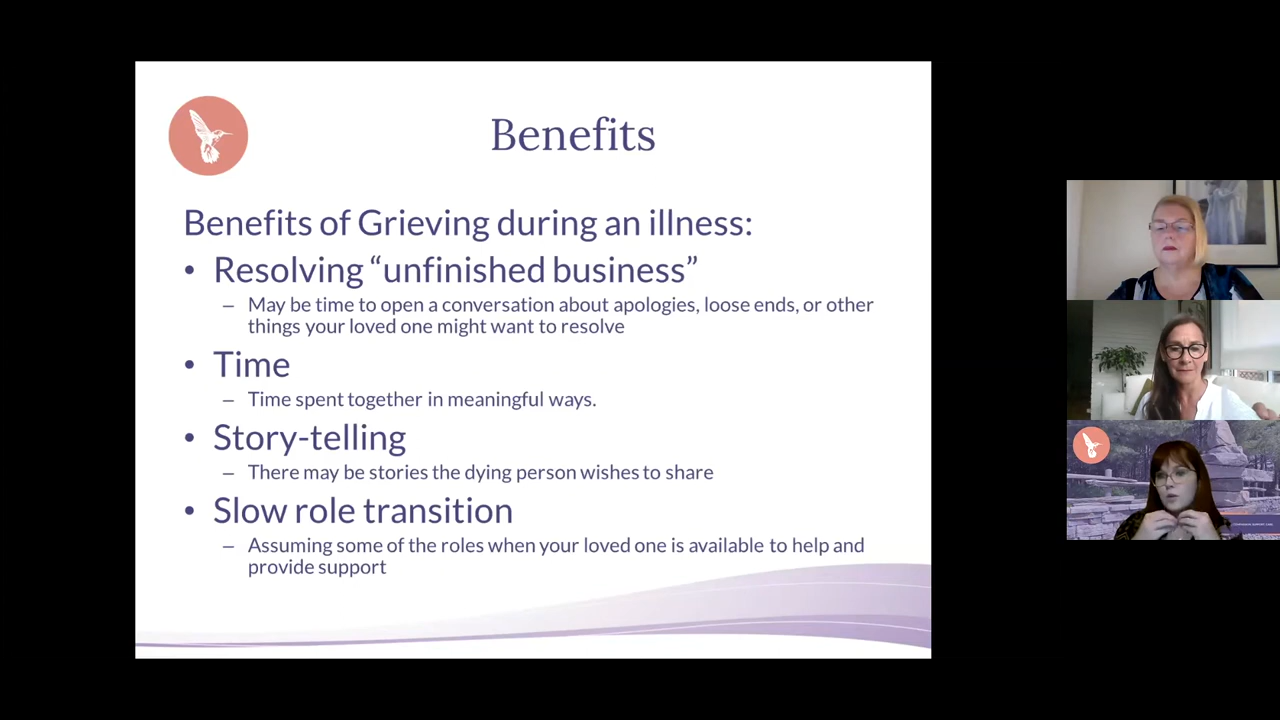 Benefits
Benefits of Grieving during an illness:
• Resolving “unfinished business”
– May be time to open a conversation about apologies, loose ends, or other
things your loved one might want to resolve
• Time
– Time spent together in meaningful ways.
• Story-telling
– There may be stories the dying person wishes to share
• Slow role transition
– Assuming some of the roles when your loved one is available to help and
provide support